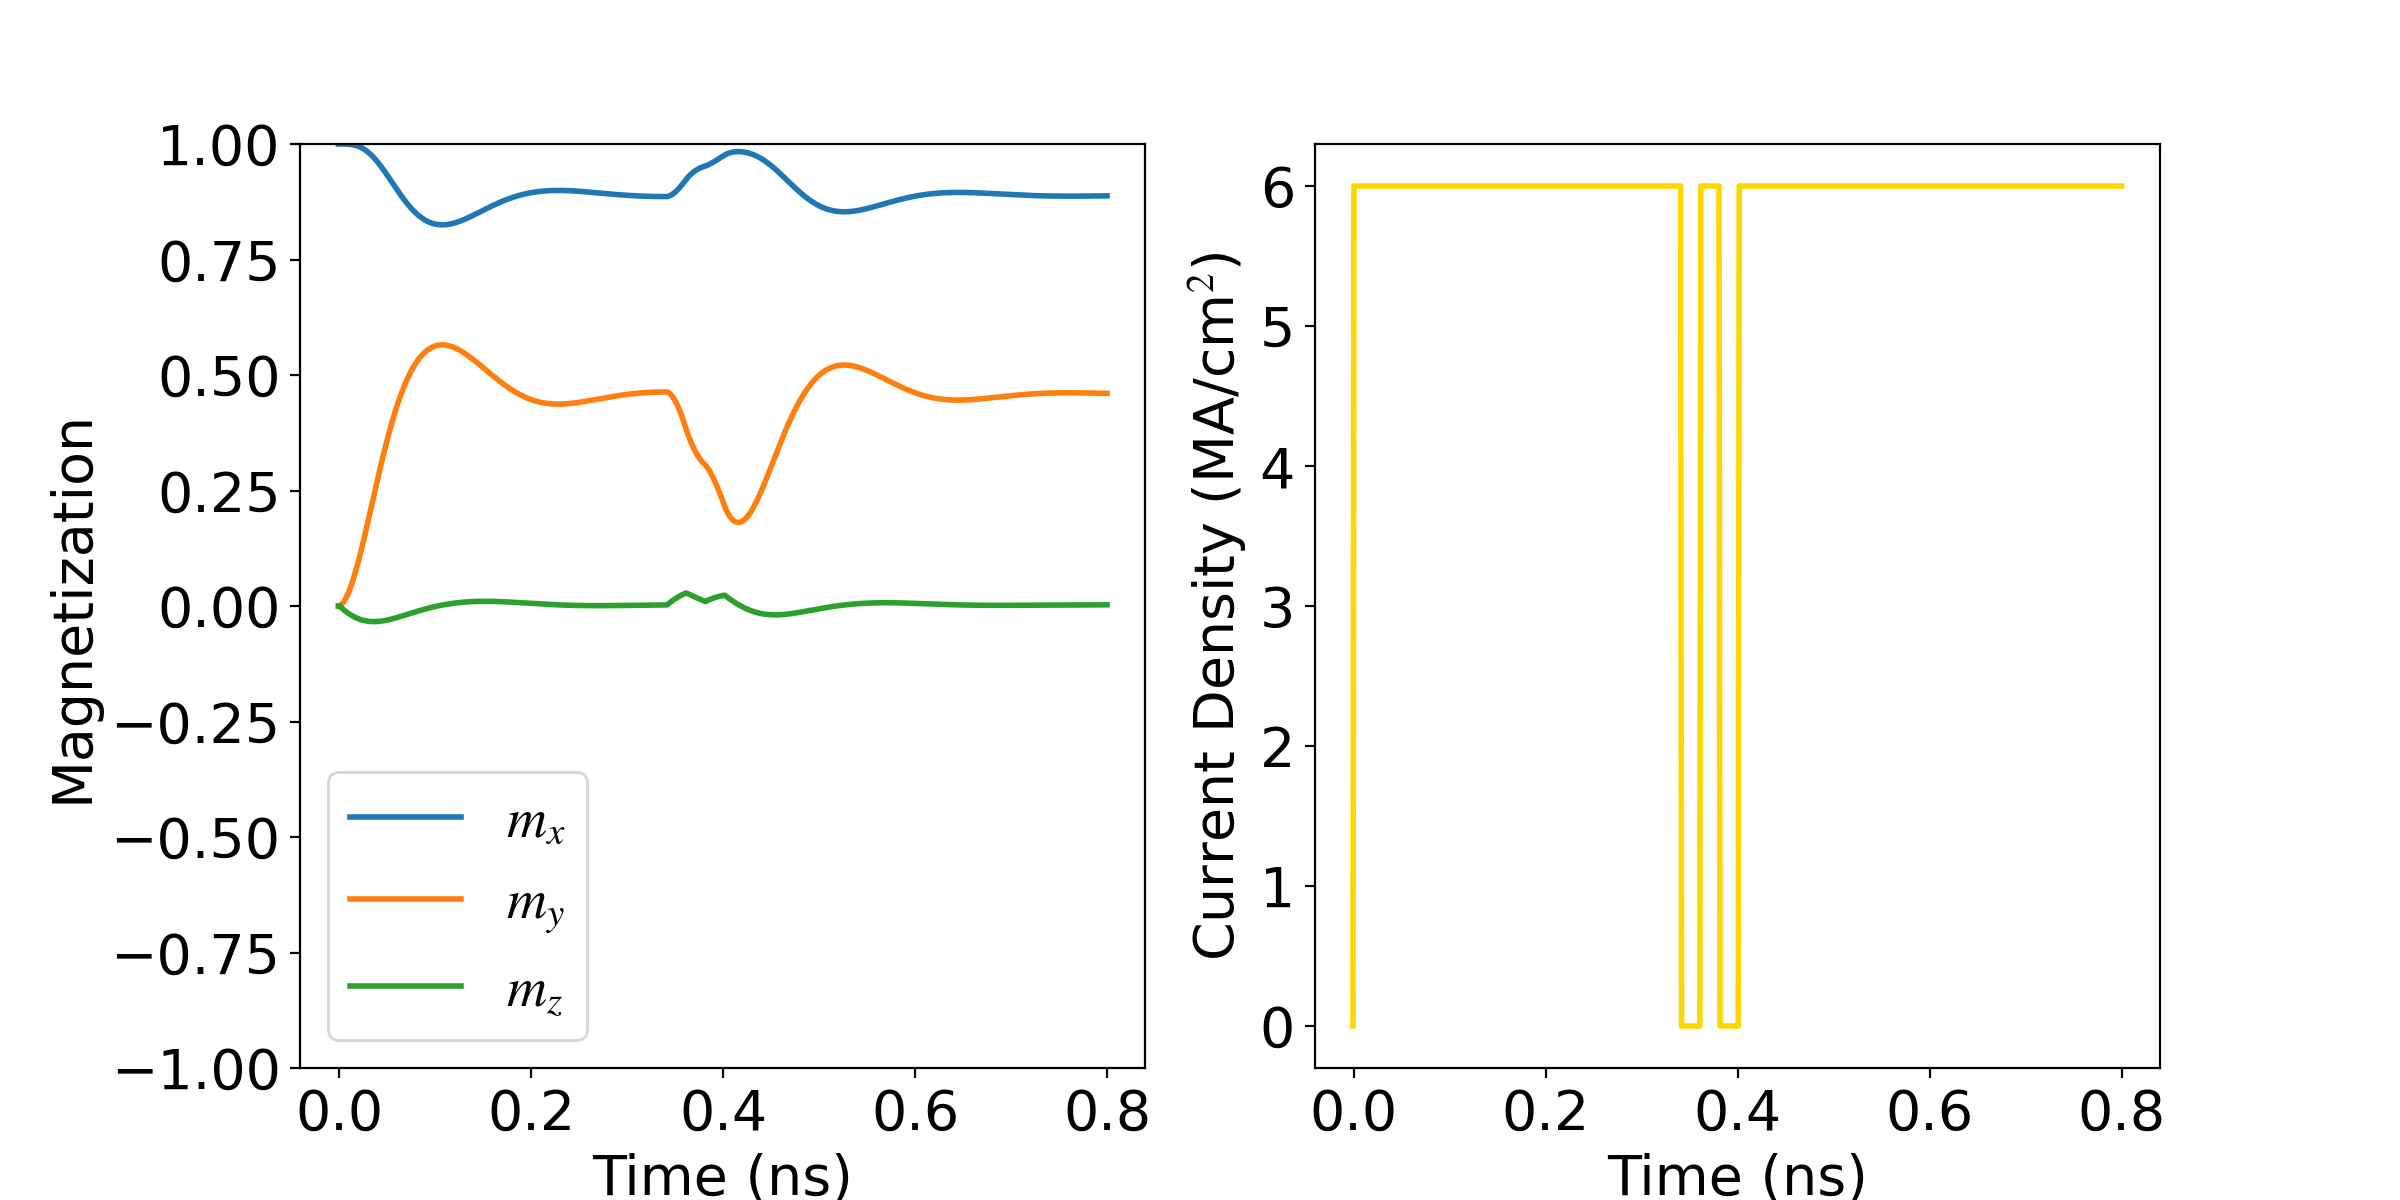 1.00
0.75
0.50
0.25
0.00
−0.25
−0.50
−0.75
−1.00
Magnetization
m_x
m_y
m_z
0.0 0.2 0.4 0.6 0.8
Time (ns)
6
5
4
3
2
1
0
Current Density (MA/cm²)
0.0 0.2 0.4 0.6 0.8
Time (ns)